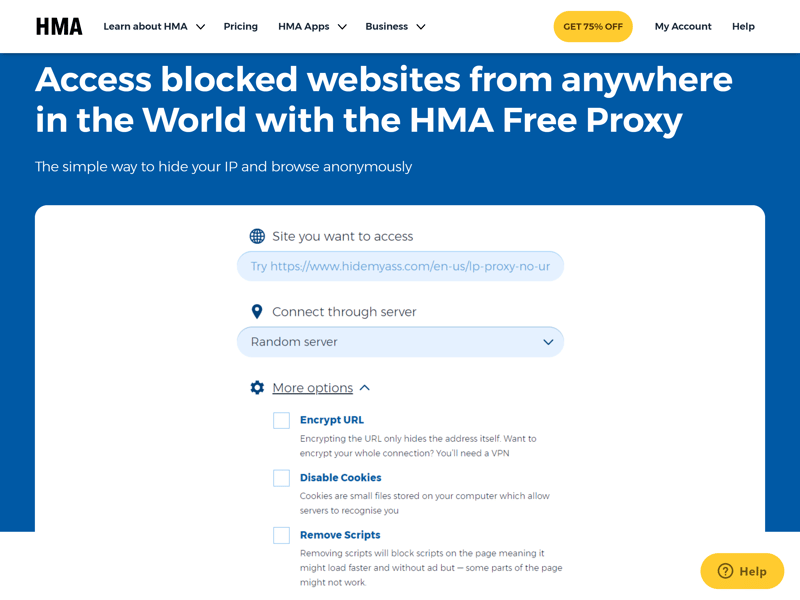 HMA Learn about HMA Pricing HMA Apps Business GET 75% OFF My Account Help
Access blocked websites from anywhere
in the World with the HMA Free Proxy
The simple way to hide your IP and browse anonymously
Site you want to access
Try https://www.hidemyass.com/en-us/lp-proxy-no-ur
Connect through server
Random server
More options
Encrypt URL
Encrypting the URL only hides the address itself. Want to
encrypt your whole connection? You'll need a VPN
Disable Cookies
Cookies are small files stored on your computer which allow
servers to recognise you
Remove Scripts
Removing scripts will block scripts on the page meaning it
might load faster and without ad but — some parts of the page
might not work.
Help